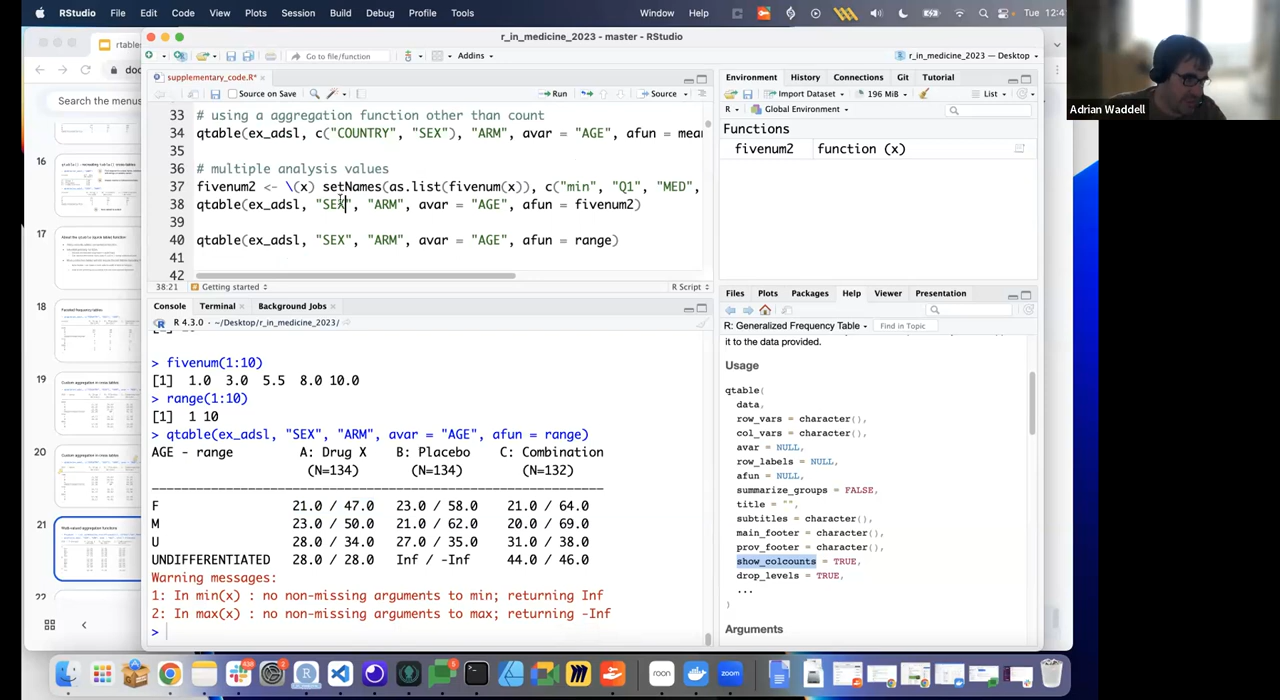 RStudio File Edit Code View Plots Session Build Debug Profile Tools Window Help Tue 12:4
r_in_medicine_2023 - master - RStudio
Go to file/function Addins r_in_medicine_2023 — Desktop
rtables
doc
Search the menus
supplementary_code.R*
Source on Save Run Source
33 # using a aggregation function other than count
34 qtable(ex_adsl, c("COUNTRY", "SEX"), "ARM", avar = "AGE", afun = mear
35
36 # multiple analysis values
37 fivenum2 <- \(x) setNames(as.list(fivenum(x)), c("min", "Q1", "MED",
38 qtable(ex_adsl, "SEX", "ARM", avar = "AGE", afun = fivenum2)
39
40 qtable(ex_adsl, "SEX", "ARM", avar = "AGE", afun = range)
41
42
38:21 Getting started R Script
Console Terminal Background Jobs
R 4.3.0 · ~/Desktop/r_in_medicine_2023/
> fivenum(1:10)
[1] 1.0 3.0 5.5 8.0 10.0
> range(1:10)
[1] 1 10
> qtable(ex_adsl, "SEX", "ARM", avar = "AGE", afun = range)
AGE - range A: Drug X B: Placebo C: Combination
(N=134) (N=134) (N=132)
F 21.0 / 47.0 23.0 / 58.0 21.0 / 64.0
M 23.0 / 50.0 21.0 / 62.0 21.0 / 69.0
U 28.0 / 34.0 27.0 / 35.0 31.0 / 38.0
UNDIFFERENTIATED 28.0 / 28.0 Inf / -Inf 44.0 / 46.0
Warning messages:
1: In min(x) : no non-missing arguments to min; returning Inf
2: In max(x) : no non-missing arguments to max; returning -Inf
>
Environment History Connections Git Tutorial
Import Dataset 196 MiB List
R Global Environment
Functions
fivenum2 function (x)
Files Plots Packages Help Viewer Presentation
R: Generalized Frequency Table Find in Topic
it to the data provided.
Usage
qtable(
data,
row_vars = character(),
col_vars = character(),
avar = NULL,
row_labels = NULL,
afun = NULL,
summarize_groups = FALSE,
title = "",
subtitles = character(),
main_footer = character(),
prov_footer = character(),
show_colcounts = TRUE,
drop_levels = TRUE,
...
)
Arguments
16
17
18
19
20
21
22
Adrian Waddell
roon
zoom